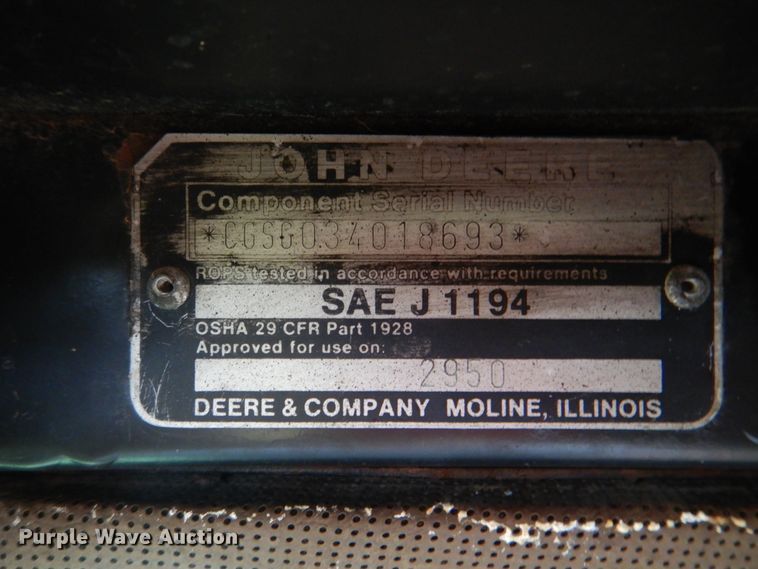 JOHN DEERE
Component Serial Number
*CGSG034018693*
ROPS tested in accordance with requirements
SAE J 1194
OSHA 29 CFR Part 1928
Approved for use on:
2950
DEERE & COMPANY MOLINE, ILLINOIS
Purple Wave Auction